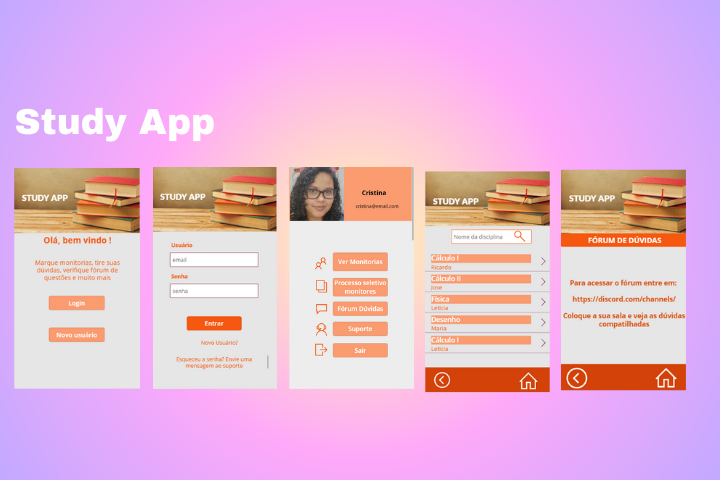 Study App
STUDY APP
Olá, bem vindo !
Marque monitorias, tire suas
dúvidas, verifique fórum de
questões e muito mais
Login
Novo usuário
STUDY APP
Usuário
email
Senha
senha
Entrar
Novo Usuário?
Esqueceu a senha? Envie uma
mensagem ao suporte
Cristina
cristina@email.com
Ver Monitorias
Processo seletivo
monitores
Fórum Dúvidas
Suporte
Sair
STUDY APP
Nome da disciplina
Cálculo I
Ricardo
Cálculo II
José
Física
Letícia
Desenho
Maria
Cálculo I
Letícia
STUDY APP
FÓRUM DE DÚVIDAS
Para acessar o fórum entre em:
https://discord.com/channels/
Coloque a sua sala e veja as dúvidas
compatilhadas